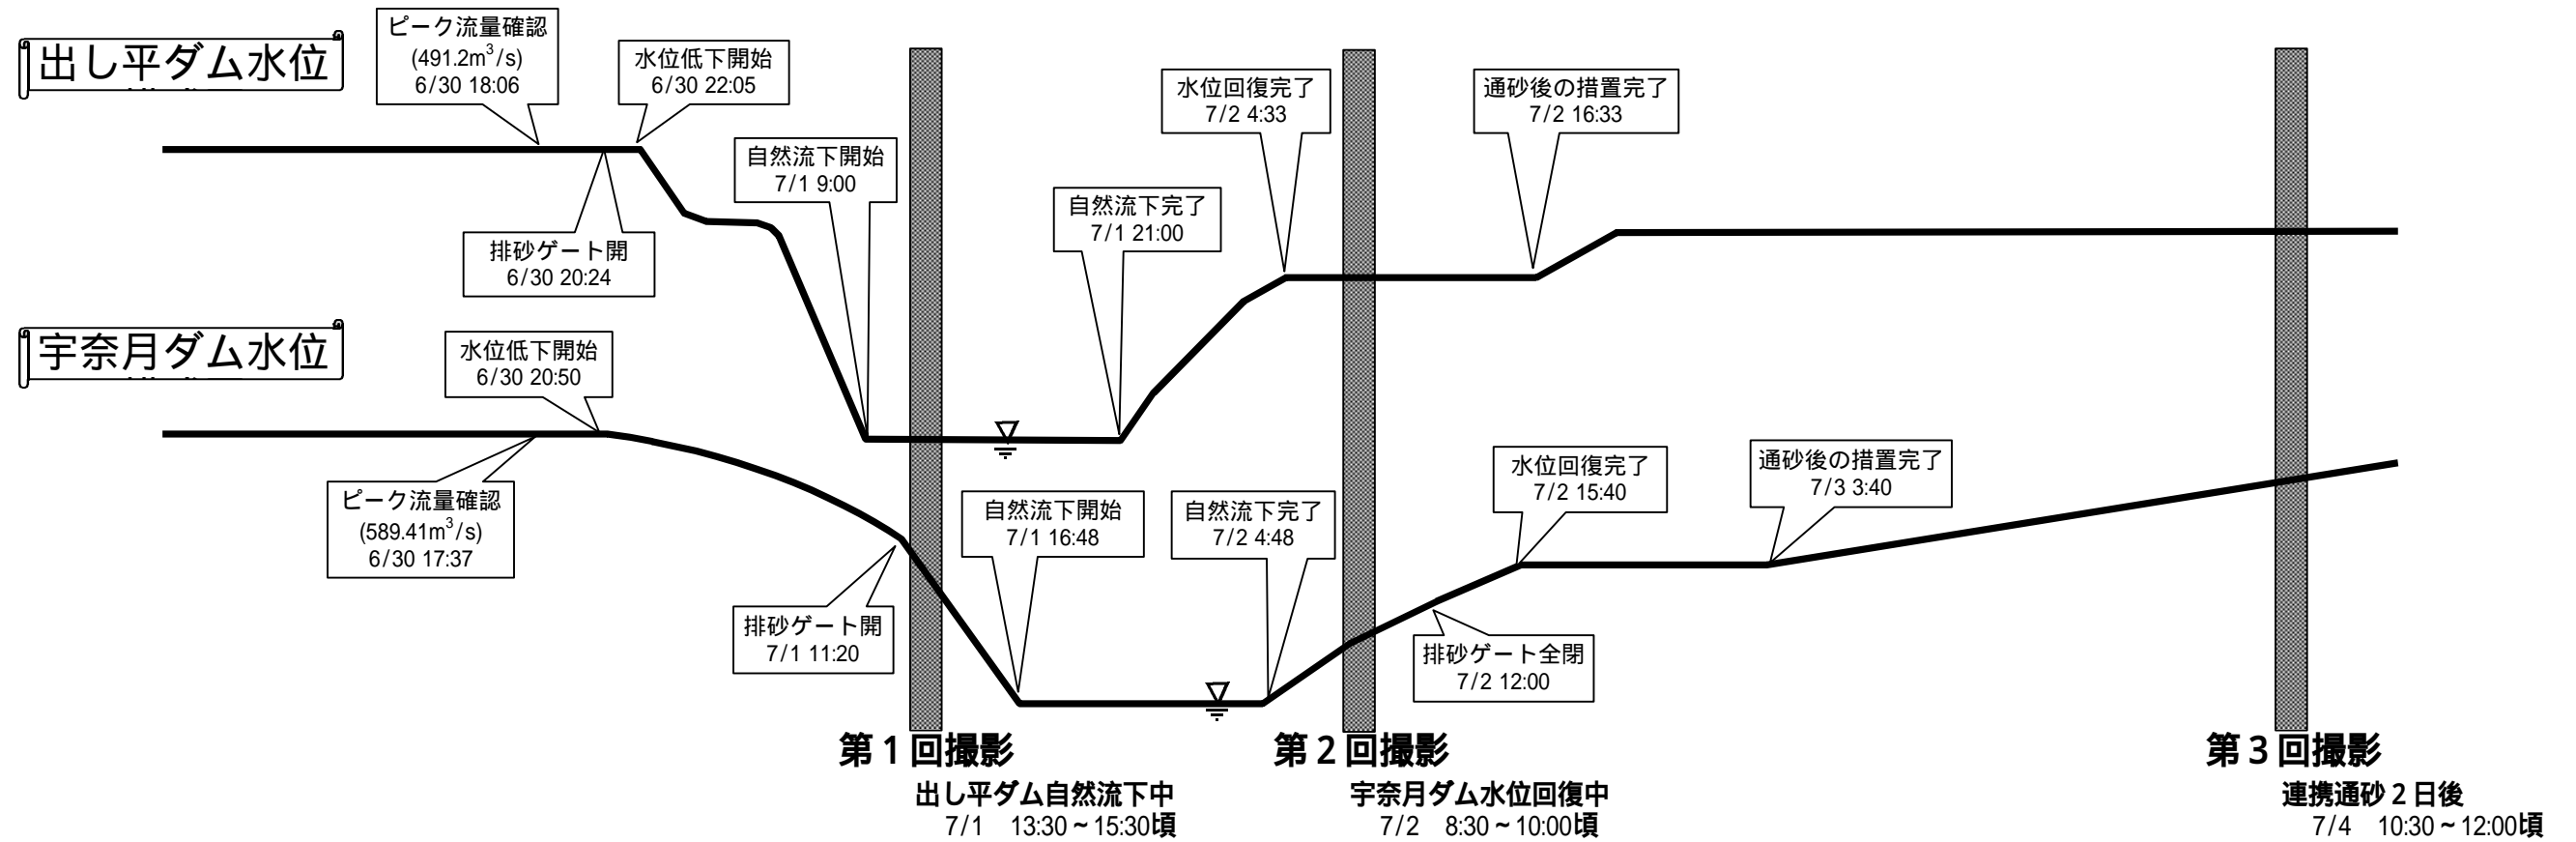 出し平ダム水位
ピーク流量確認
(491.2m³/s)
6/30 18:06
水位低下開始
6/30 22:05
排砂ゲート開
6/30 20:24
自然流下開始
7/1 9:00
自然流下完了
7/1 21:00
水位回復完了
7/2 4:33
通砂後の措置完了
7/2 16:33
宇奈月ダム水位
水位低下開始
6/30 20:50
ピーク流量確認
(589.41m³/s)
6/30 17:37
排砂ゲート開
7/1 11:20
自然流下開始
7/1 16:48
自然流下完了
7/2 4:48
水位回復完了
7/2 15:40
排砂ゲート全閉
7/2 12:00
通砂後の措置完了
7/3 3:40
第1回撮影
出し平ダム自然流下中
7/1 13:30~15:30頃
第2回撮影
宇奈月ダム水位回復中
7/2 8:30~10:00頃
第3回撮影
連携通砂2日後
7/4 10:30~12:00頃